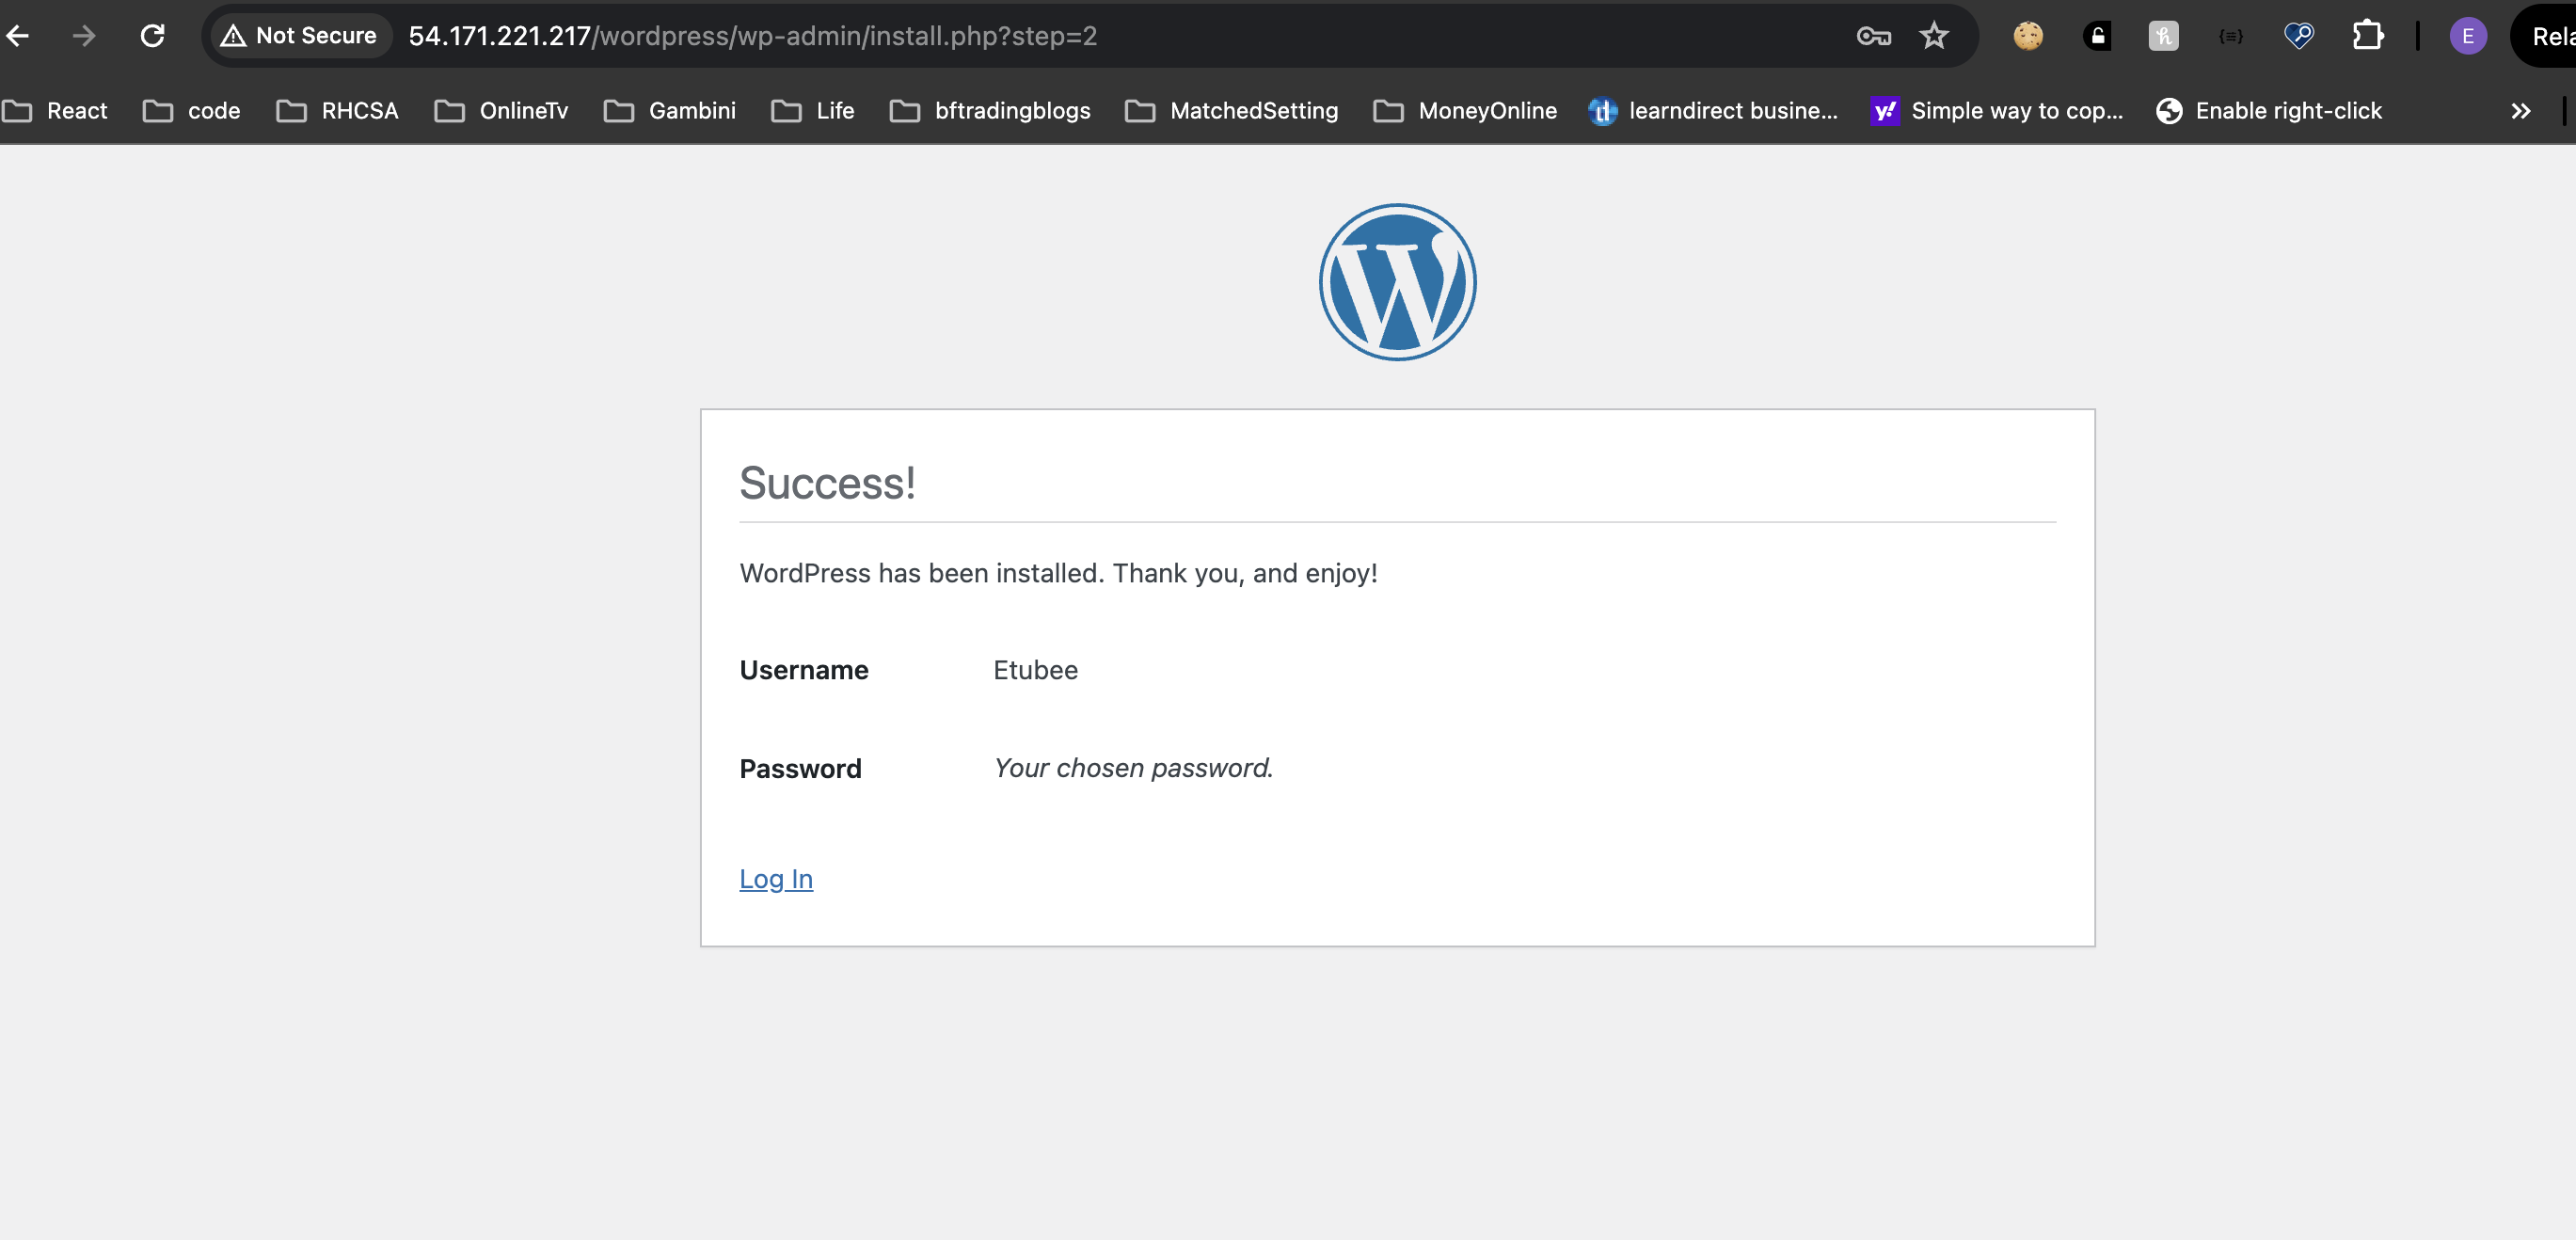 Not Secure 54.171.221.217/wordpress/wp-admin/install.php?step=2 E Rela
React code RHCSA OnlineTv Gambini Life bftradingblogs MatchedSetting MoneyOnline learndirect busine... Simple way to cop... Enable right-click
Success!
WordPress has been installed. Thank you, and enjoy!
Username Etubee
Password Your chosen password.
Log In